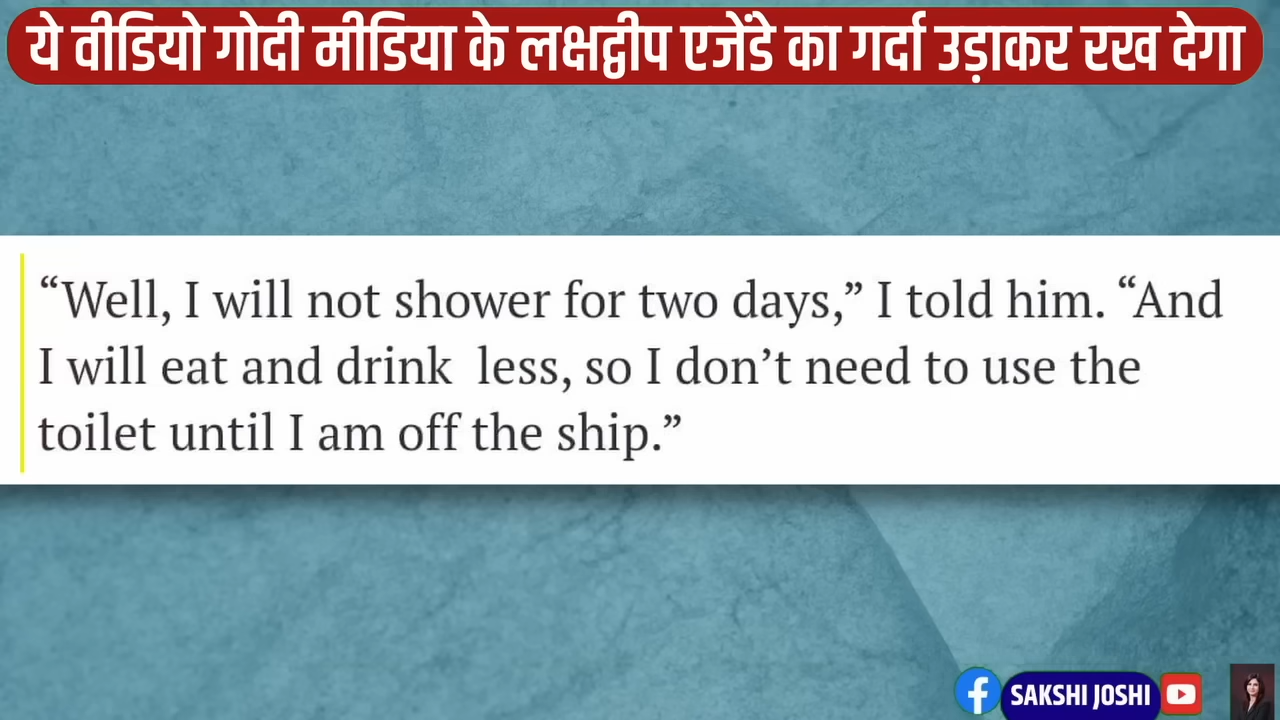 ये वीडियो गोदी मीडिया के लक्षद्वीप एजेंडे का गर्दा उड़ाकर रख देगा
“Well, I will not shower for two days,” I told him. “And
I will eat and drink  less, so I don’t need to use the
toilet until I am off the ship.”
SAKSHI JOSHI